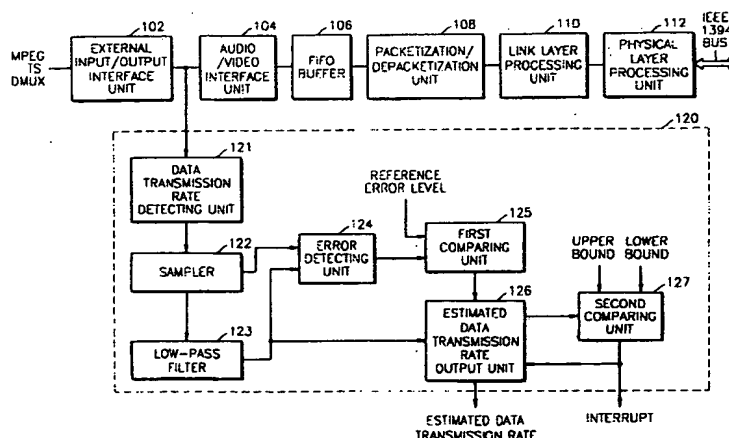 102
104
106
108
110
112
IEEE
1394
BUS
MPEG
TS
DMUX
EXTERNAL
INPUT/OUTPUT
INTERFACE
UNIT
AUDIO
/VIDEO
INTERFACE
UNIT
FiFO
BUFFER
PACKETIZATION/
DEPACKETIZATION
UNIT
LINK LAYER
PROCESSING
UNIT
PHYSICAL
LAYER
PROCESSING
UNIT
120
121
DATA
TRANSMISSION
RATE
DETECTING UNIT
REFERENCE
ERROR LEVEL
122
SAMPLER
124
ERROR
DETECTING
UNIT
125
FIRST
COMPARING
UNIT
UPPER
BOUND
LOWER
BOUND
123
LOW-PASS
FILTER
126
ESTIMATED
DATA
TRANSMISSION
RATE
OUTPUT UNIT
127
SECOND
COMPARING
UNIT
ESTIMATED DATA
TRANSMISSION RATE
INTERRUPT